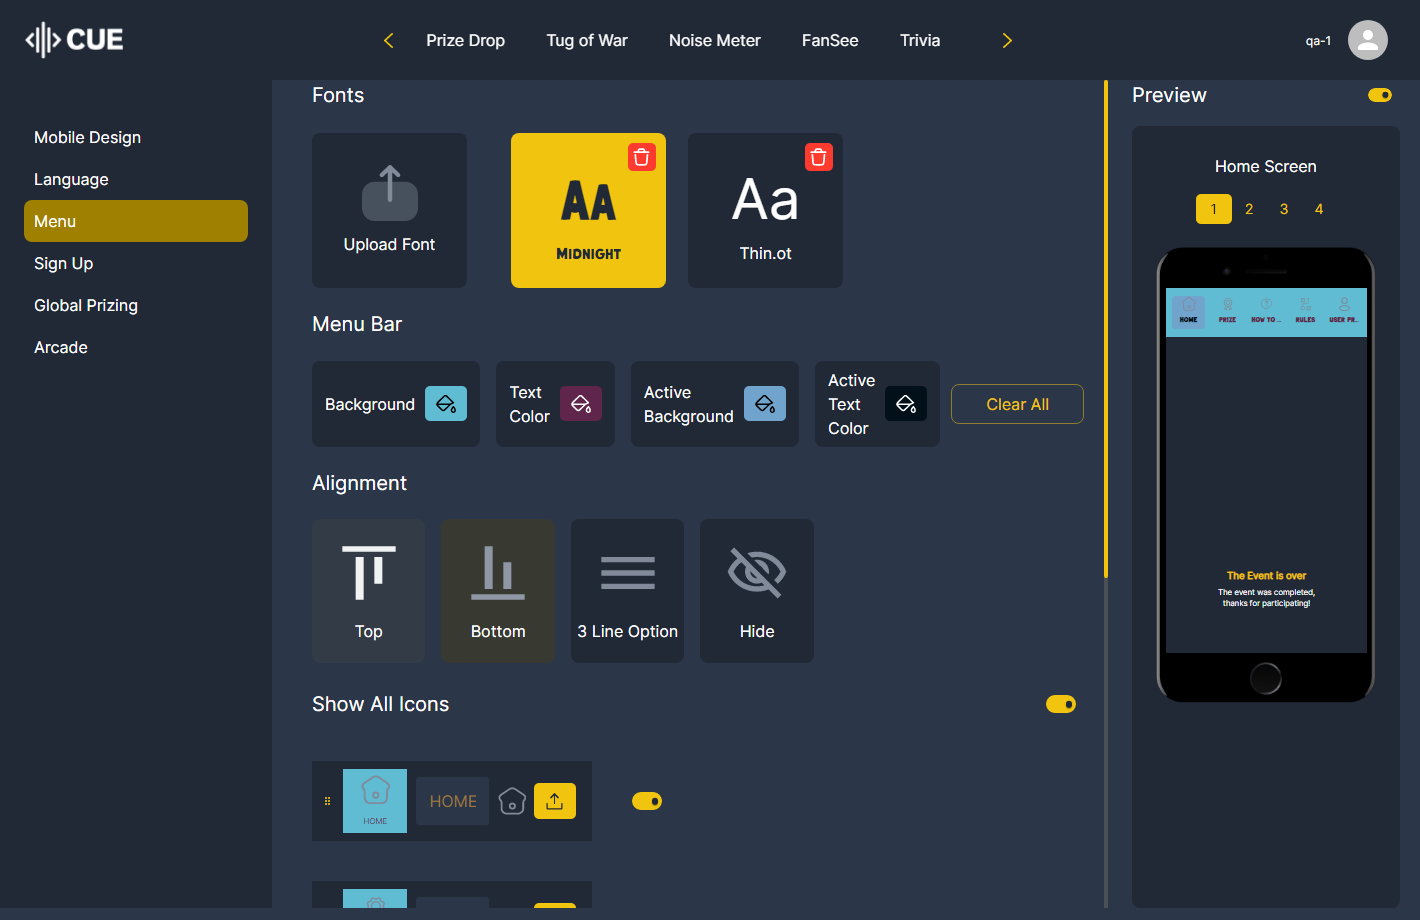 CUE
Prize Drop
Tug of War
Noise Meter
FanSee
Trivia
qa-1
Mobile Design
Language
Menu
Sign Up
Global Prizing
Arcade
Fonts
Upload Font
AA
MIDNIGHT
Aa
Thin.ot
Menu Bar
Background
Text
Color
Active
Background
Active
Text
Color
Clear All
Alignment
Top
Bottom
3 Line Option
Hide
Show All Icons
HOME
HOME
Preview
Home Screen
1 2 3 4
HOME PRIZE HOW TO ... RULES USER PR...
The Event is over
The event was completed,
thanks for participating!